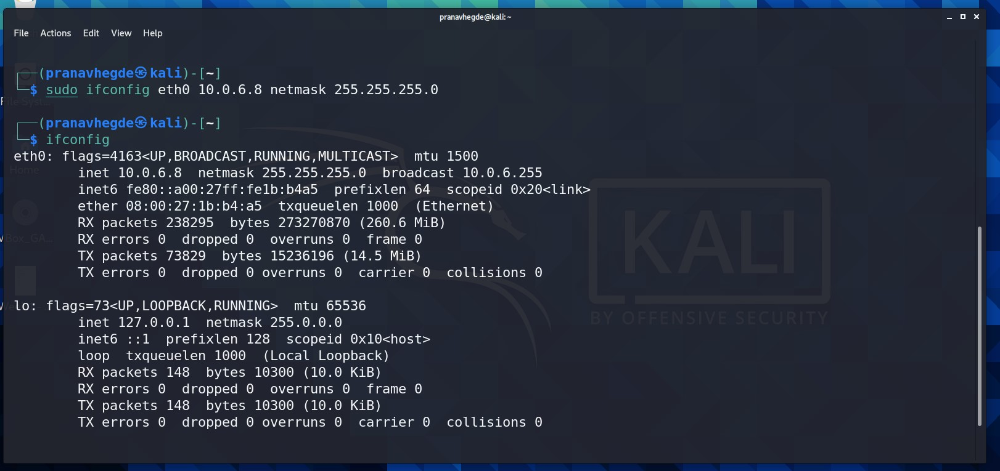 pranavhegde@kali: ~
File Actions Edit View Help
┌──(pranavhegde㉿kali)-[~]
└─$ sudo ifconfig eth0 10.0.6.8 netmask 255.255.255.0
┌──(pranavhegde㉿kali)-[~]
└─$ ifconfig
eth0: flags=4163<UP,BROADCAST,RUNNING,MULTICAST>  mtu 1500
inet 10.0.6.8  netmask 255.255.255.0  broadcast 10.0.6.255
inet6 fe80::a00:27ff:fe1b:b4a5  prefixlen 64  scopeid 0x20<link>
ether 08:00:27:1b:b4:a5  txqueuelen 1000  (Ethernet)
RX packets 238295  bytes 273270870 (260.6 MiB)
RX errors 0  dropped 0  overruns 0  frame 0
TX packets 73829  bytes 15236196 (14.5 MiB)
TX errors 0  dropped 0 overruns 0  carrier 0  collisions 0
lo: flags=73<UP,LOOPBACK,RUNNING>  mtu 65536
inet 127.0.0.1  netmask 255.0.0.0
inet6 ::1  prefixlen 128  scopeid 0x10<host>
loop  txqueuelen 1000  (Local Loopback)
RX packets 148  bytes 10300 (10.0 KiB)
RX errors 0  dropped 0  overruns 0  frame 0
TX packets 148  bytes 10300 (10.0 KiB)
TX errors 0  dropped 0 overruns 0  carrier 0  collisions 0
File Syst...
Home
VBox_GA...
KALI
BY OFFENSIVE SECURITY